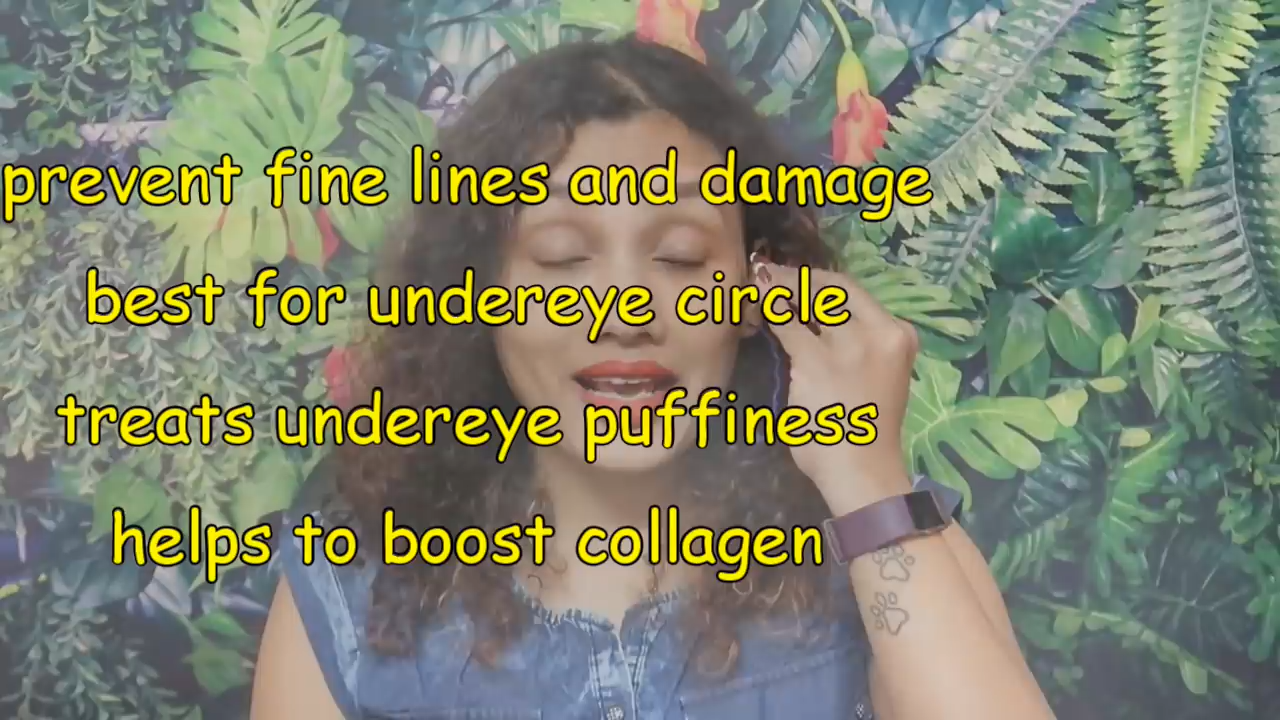 prevent fine lines and damage
best for undereye circle
treats undereye puffiness
helps to boost collagen